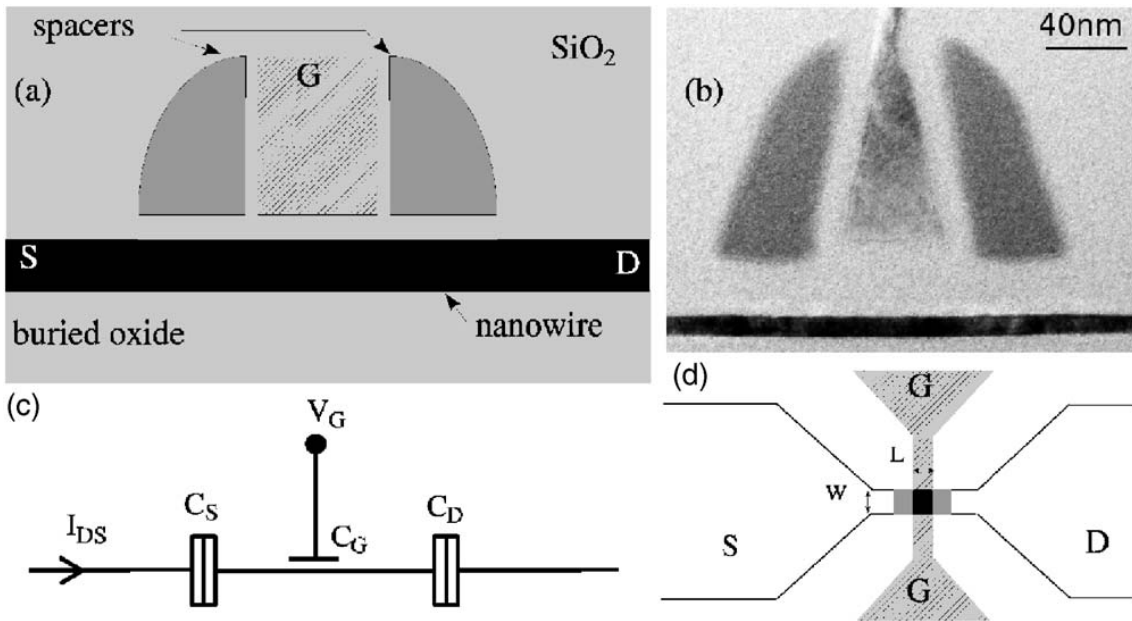 spacers
SiO2
(a)
G
S
D
buried oxide
nanowire
(b)
40nm
(c)
VG
CS
CD
IDS
CG
(d)
G
L
W
S
D
G